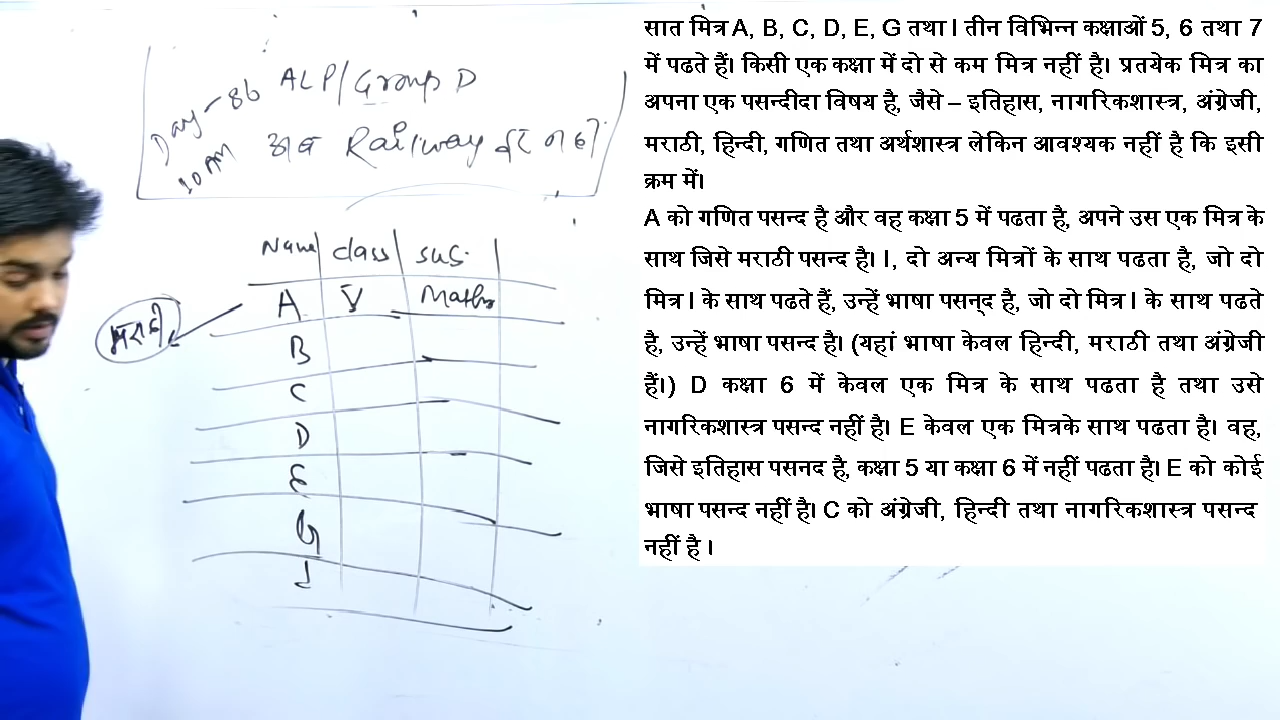 Day-86
10 AM
ALP/Group D
अब Railway दूर नहीं
Name class sub.
A V Maths
मराठी
B
C
D
E
G
I
सात मित्र A, B, C, D, E, G तथा I तीन विभिन्न कक्षाओं 5, 6 तथा 7
में पढते हैं। किसी एक कक्षा में दो से कम मित्र नहीं है। प्रतयेक मित्र का
अपना एक पसन्दीदा विषय है, जैसे – इतिहास, नागरिकशास्त्र, अंग्रेजी,
मराठी, हिन्दी, गणित तथा अर्थशास्त्र लेकिन आवश्यक नहीं है कि इसी
क्रम में।
A को गणित पसन्द है और वह कक्षा 5 में पढता है, अपने उस एक मित्र के
साथ जिसे मराठी पसन्द है। I, दो अन्य मित्रों के साथ पढता है, जो दो
मित्र I के साथ पढते हैं, उन्हें भाषा पसन्द है, जो दो मित्र I के साथ पढते
है, उन्हें भाषा पसन्द है। (यहां भाषा केवल हिन्दी, मराठी तथा अंग्रेजी
हैं।) D कक्षा 6 में केवल एक मित्र के साथ पढता है तथा उसे
नागरिकशास्त्र पसन्द नहीं है। E केवल एक मित्रके साथ पढता है। वह,
जिसे इतिहास पसनद है, कक्षा 5 या कक्षा 6 में नहीं पढता है। E को कोई
भाषा पसन्द नहीं है। C को अंग्रेजी, हिन्दी तथा नागरिकशास्त्र पसन्द
नहीं है ।